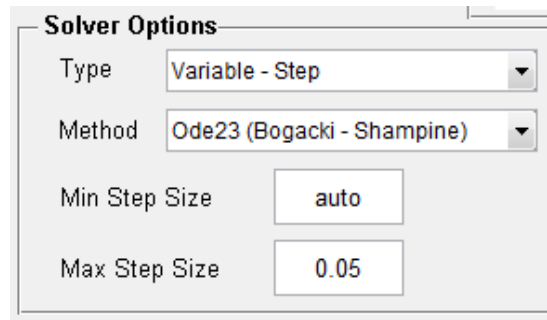 Solver Options
Type Variable - Step
Method Ode23 (Bogacki - Shampine)
Min Step Size auto
Max Step Size 0.05